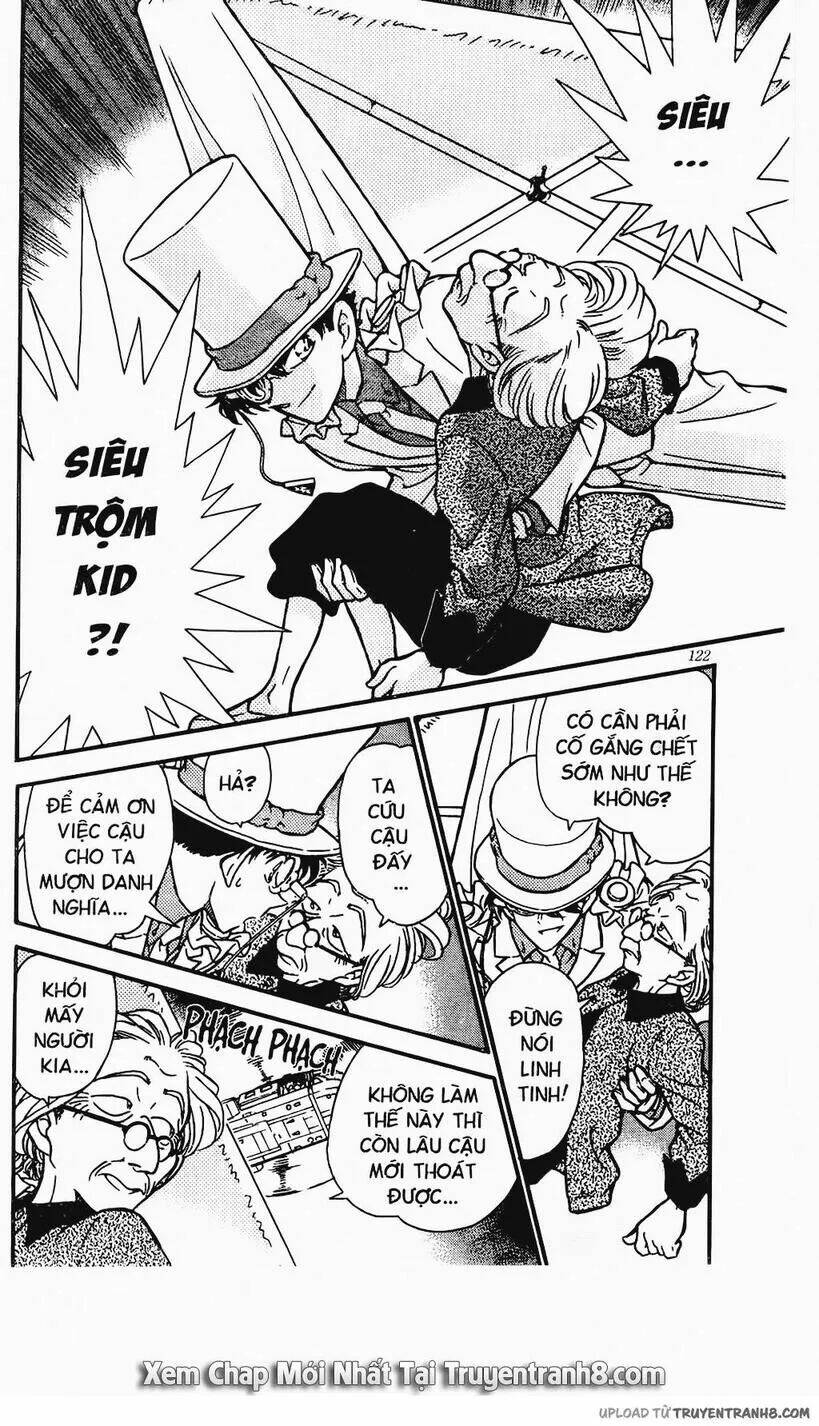 SIÊU
...
SIÊU
TRỘM
KID
?!
122
CÓ CẦN PHẢI
CỐ GẮNG CHẾT
SỚM NHƯ THẾ
KHÔNG?
ĐỪNG
NÓI
LINH
TINH!
TA
CỨU
CẬU
ĐẤY
...
HẢ?
ĐỂ CẢM ƠN
VIỆC CẬU
CHO TA
MƯỢN DANH
NGHĨA...
KHÔNG LÀM
THẾ NÀY THÌ
CÒN LÂU CẬU
MỚI THOÁT
ĐƯỢC...
PHẠCH PHẠCH
KHỎI
MẤY
NGƯỜI
KIA...
Xem Chap Mới Nhất Tại Truyentranh8.com
UPLOAD TỪ TRUYENTRANH8.COM